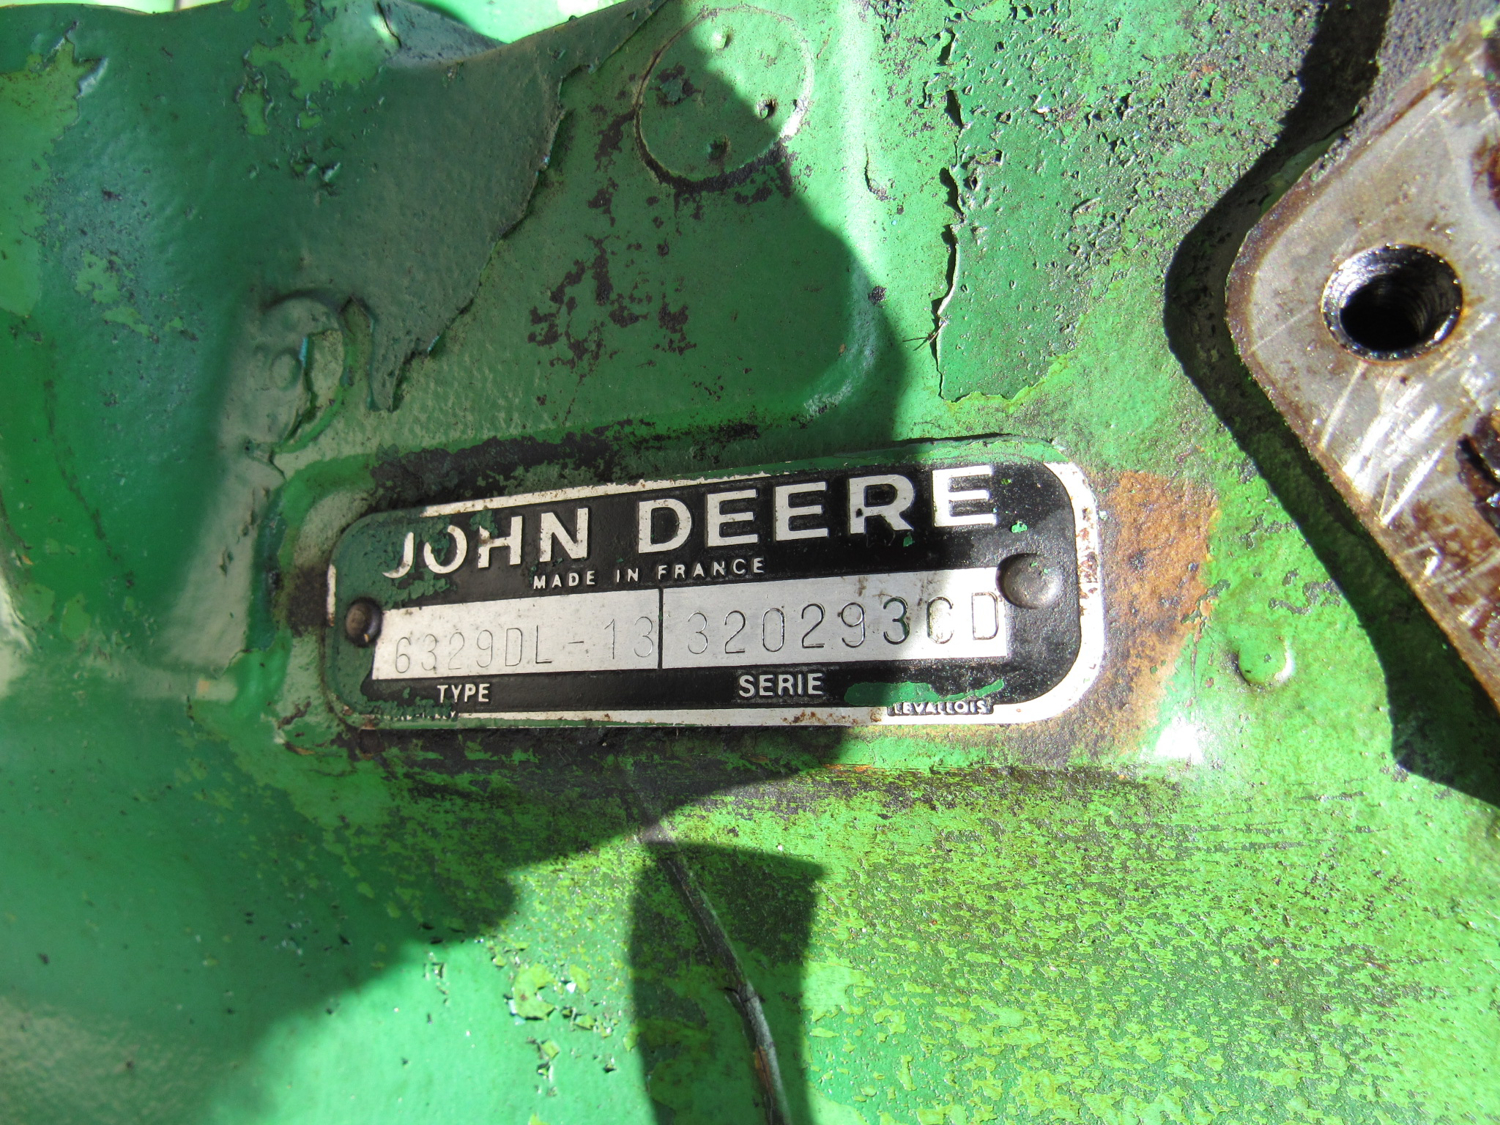 JOHN DEERE
MADE IN FRANCE
6329DL-13 320293CD
TYPE SERIE
LEVALLOIS